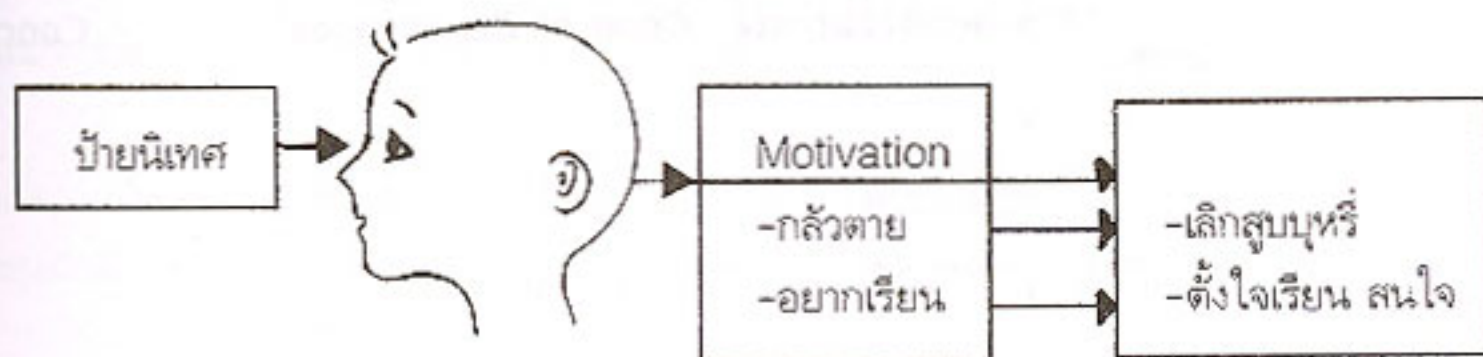 ป้ายนิเทศ
Motivation
-กลัวตาย
-อยากเรียน
-เลิกสูบบุหรี่
-ตั้งใจเรียน สนใจ